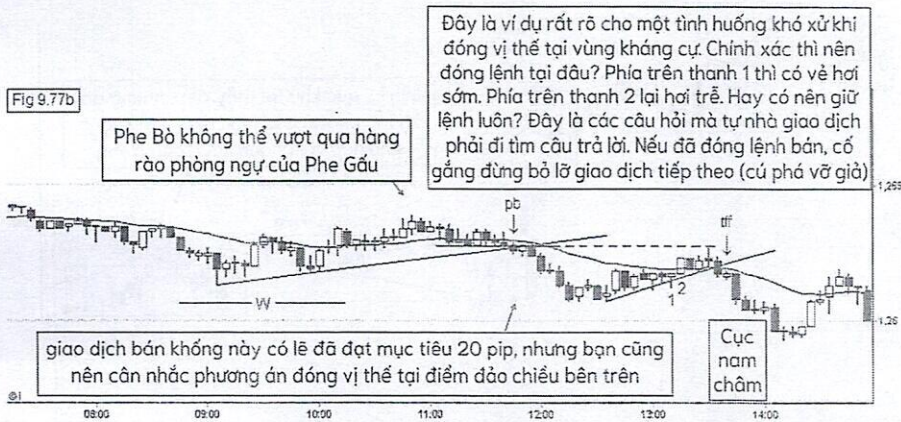 Đây là ví dụ rất rõ cho một tình huống khó xử khi
đóng vị thế tại vùng kháng cự. Chính xác thì nên
đóng lệnh tại đâu? Phía trên thanh 1 thì có vẻ hơi
sớm. Phía trên thanh 2 lại hơi trễ. Hay có nên giữ
lệnh luôn? Đây là các câu hỏi mà tự nhà giao dịch
phải đi tìm câu trả lời. Nếu đã đóng lệnh bán, cố
gắng đừng bỏ lỡ giao dịch tiếp theo (cú phá vỡ giả)
Fig 9.77b
Phe Bò không thể vượt qua hàng
rào phòng ngự của Phe Gấu
pb
tff
W
1
2
1,26
giao dịch bán khống này có lẽ đã đạt mục tiêu 20 pip, nhưng bạn cũng
nên cân nhắc phương án đóng vị thế tại điểm đảo chiều bên trên
Cục
nam
châm
08:00 09:00 10:00 11:00 12:00 13:00 14:00